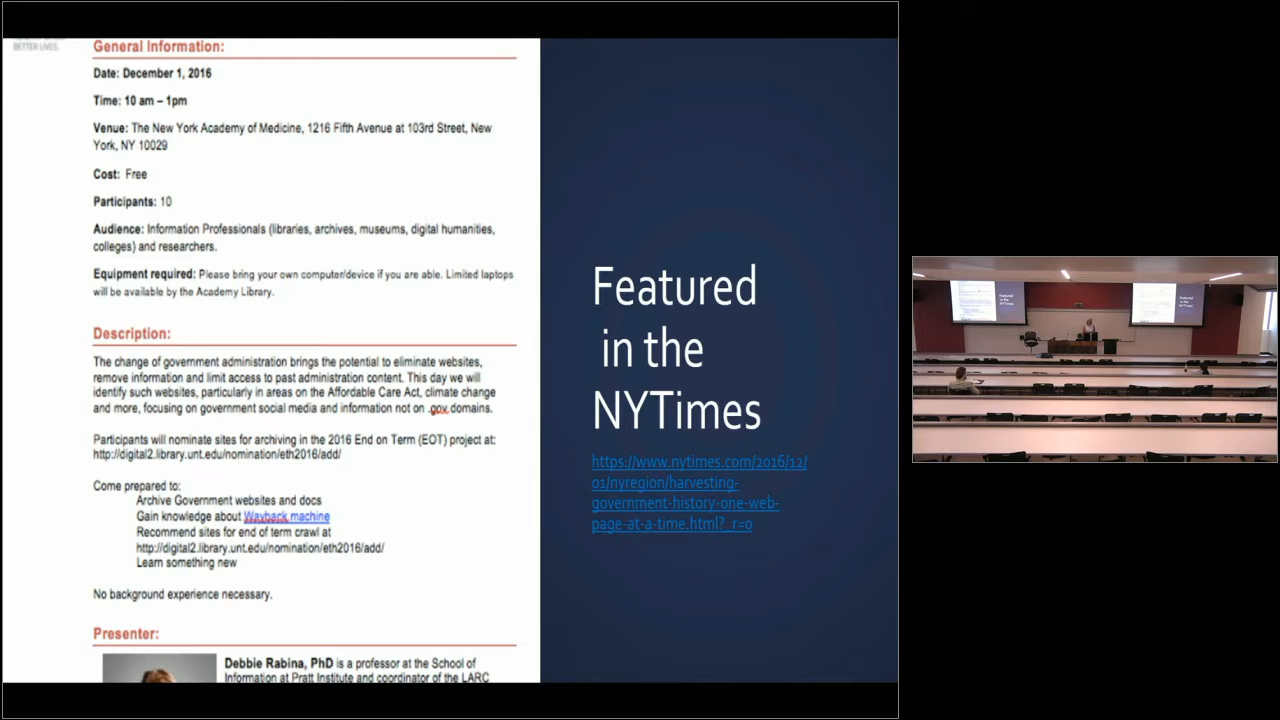 BETTER LIVES.
General Information:
Date: December 1, 2016
Time: 10 am – 1pm
Venue: The New York Academy of Medicine, 1216 Fifth Avenue at 103rd Street, New
York, NY 10029
Cost: Free
Participants: 10
Audience: Information Professionals (libraries, archives, museums, digital humanities,
colleges) and researchers.
Equipment required: Please bring your own computer/device if you are able. Limited laptops
will be available by the Academy Library.
Description:
The change of government administration brings the potential to eliminate websites,
remove information and limit access to past administration content. This day we will
identify such websites, particularly in areas on the Affordable Care Act, climate change
and more, focusing on government social media and information not on .gov domains.
Participants will nominate sites for archiving in the 2016 End on Term (EOT) project at:
http://digital2.library.unt.edu/nomination/eth2016/add/
Come prepared to:
Archive Government websites and docs
Gain knowledge about Wayback machine
Recommend sites for end of term crawl at
http://digital2.library.unt.edu/nomination/eth2016/add/
Learn something new
No background experience necessary.
Presenter:
Debbie Rabina, PhD is a professor at the School of
Information at Pratt Institute and coordinator of the LARC
Featured
in the
NYTimes
https://www.nytimes.com/2016/12/
01/nyregion/harvesting-
government-history-one-web-
page-at-a-time.html?_r=0
Featured
in the
NYTimes
Featured
in the
NYTimes